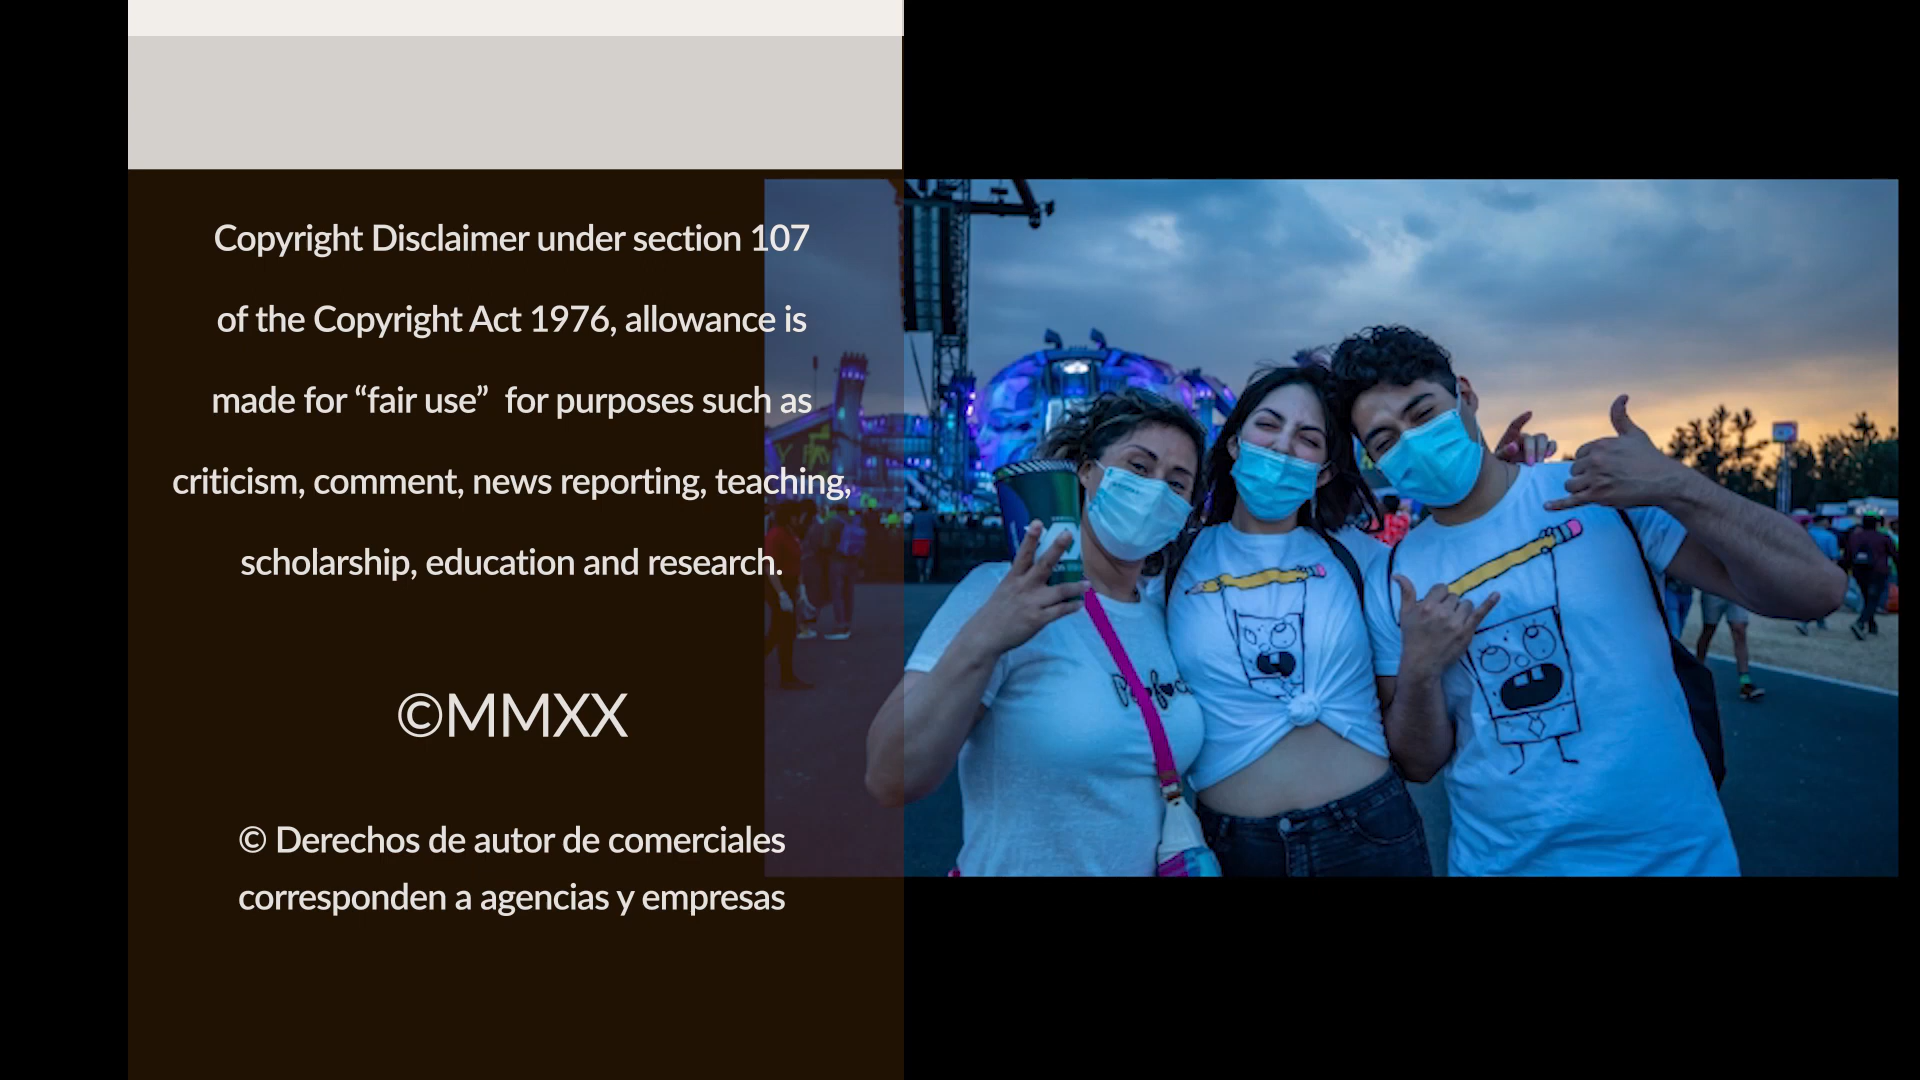 Copyright Disclaimer under section 107
of the Copyright Act 1976, allowance is
made for “fair use”  for purposes such as
criticism, comment, news reporting, teaching,
scholarship, education and research.
©MMXX
© Derechos de autor de comerciales
corresponden a agencias y empresas